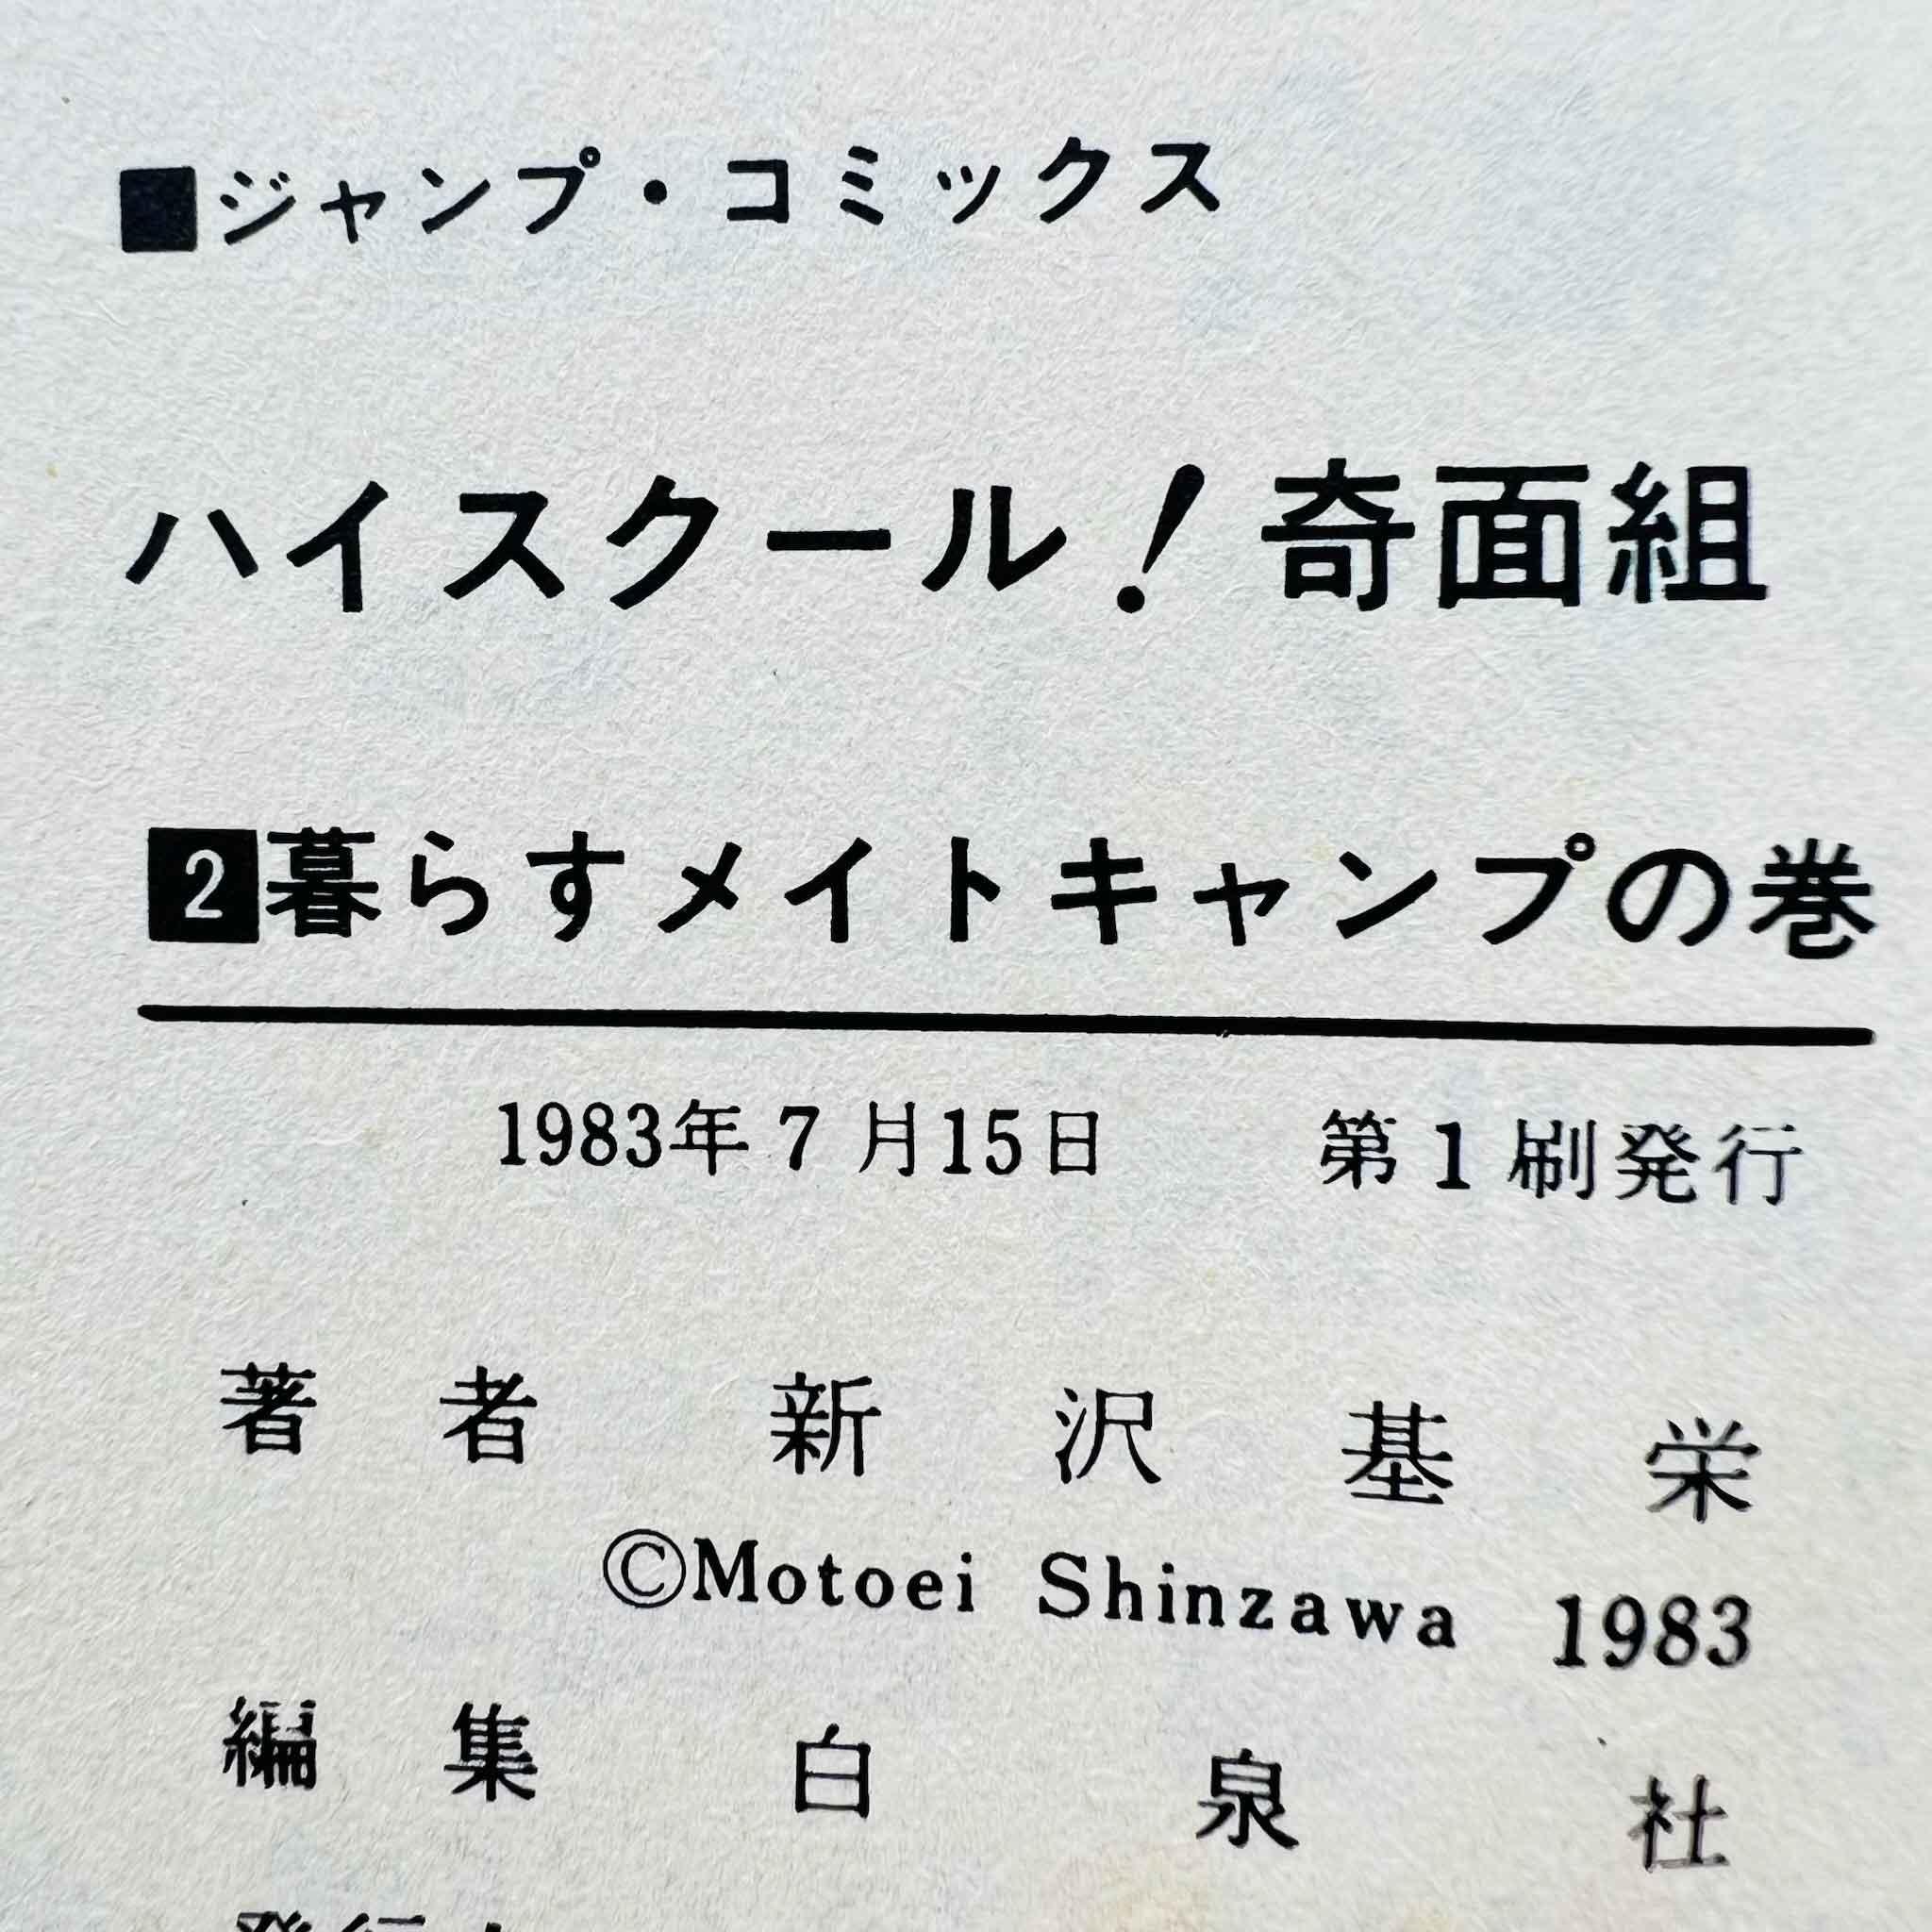 ■ジャンプ・コミックス
ハイスクール！奇面組
2暮らすメイトキャンプの巻
1983年7月15日　第1刷発行
著者　新沢基栄
©Motoei Shinzawa 1983
編集　白泉社